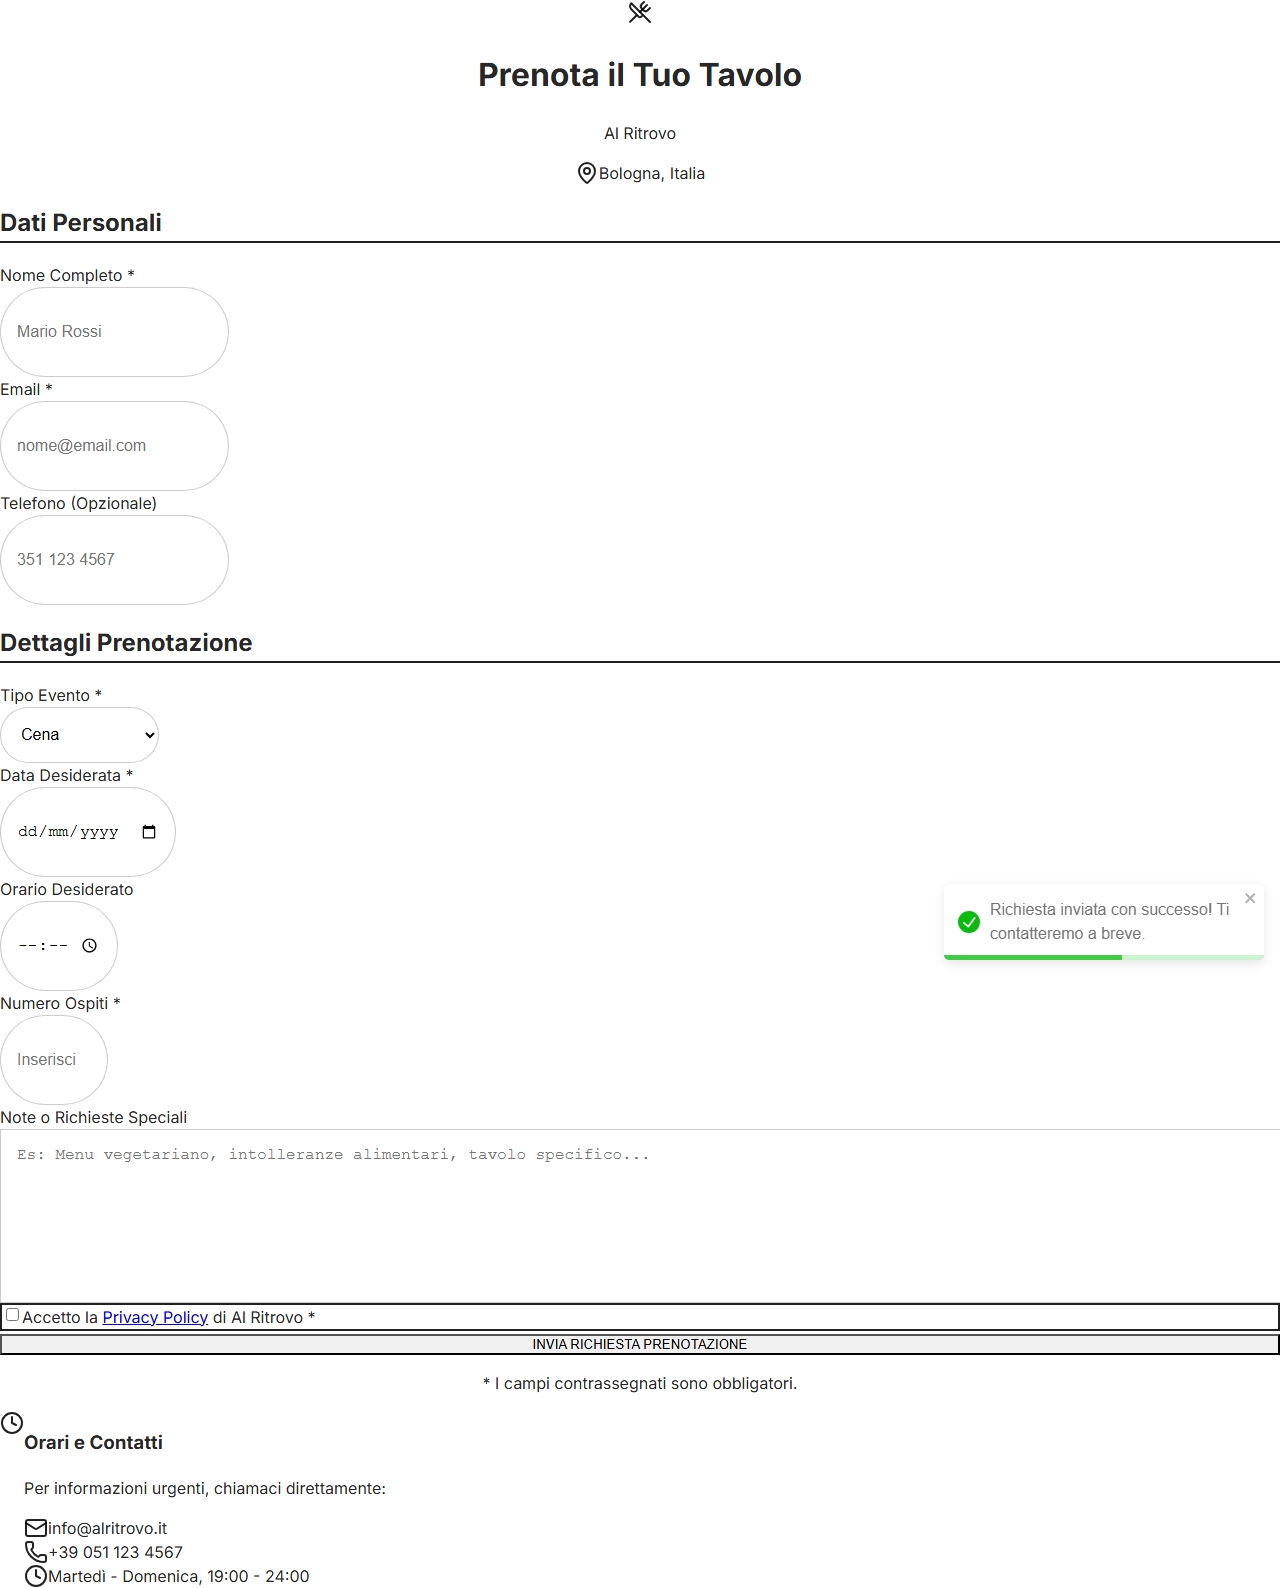 Prenota il Tuo Tavolo
Al Ritrovo
Bologna, Italia
Dati Personali
Nome Completo *
Mario Rossi
Email *
nome@email.com
Telefono (Opzionale)
351 123 4567
Dettagli Prenotazione
Tipo Evento *
Cena
Data Desiderata *
dd/mm/yyyy
Orario Desiderato
--:--
Richiesta inviata con successo! Ti
contatteremo a breve.
Numero Ospiti *
Inserisci
Note o Richieste Speciali
Es: Menu vegetariano, intolleranze alimentari, tavolo specifico...
Accetto la Privacy Policy di Al Ritrovo *
INVIA RICHIESTA PRENOTAZIONE
* I campi contrassegnati sono obbligatori.
Orari e Contatti
Per informazioni urgenti, chiamaci direttamente:
info@alritrovo.it
+39 051 123 4567
Martedì - Domenica, 19:00 - 24:00